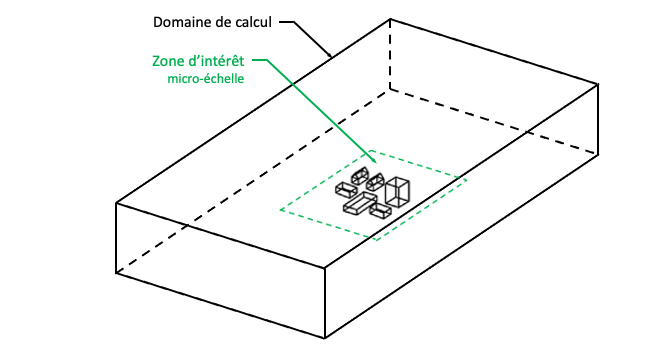 Domaine de calcul
Zone d’intérêt
micro-échelle